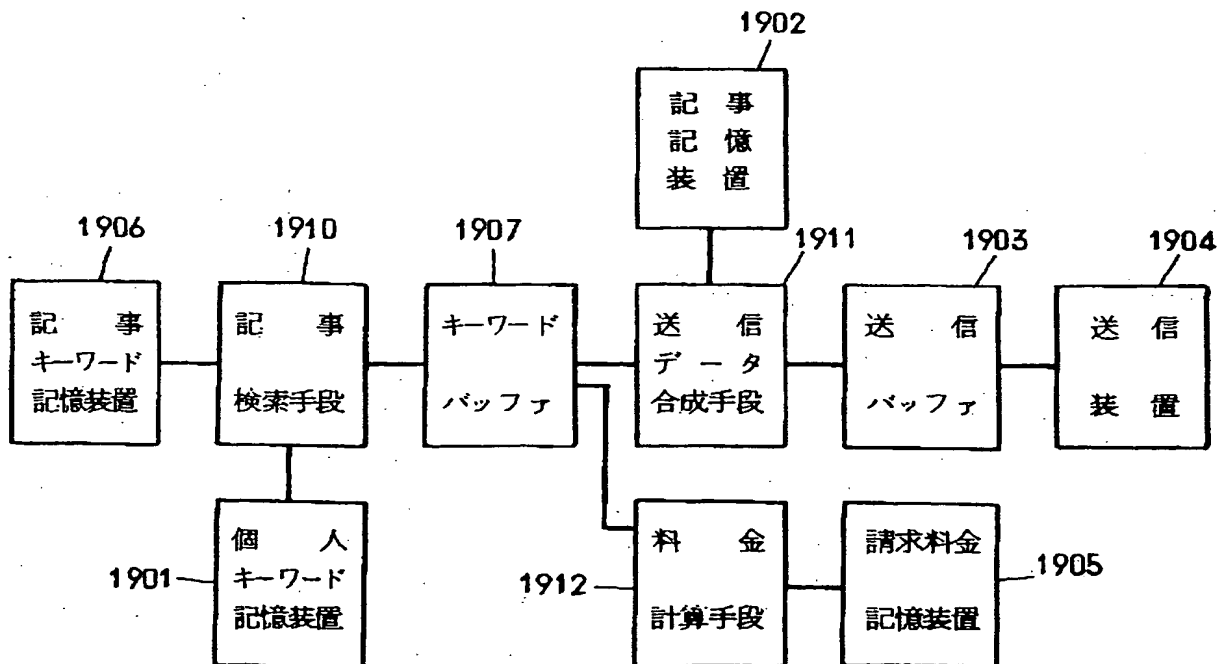 1902
記事
記憶
装置
1906
1910
1907
1911
1903
1904
記事
キーワード
記憶装置
記事
検索手段
キーワード
バッファ
送信
データ
合成手段
送信
バッファ
送信
装置
1901
個人
キーワード
記憶装置
1912
料金
計算手段
請求料金
記憶装置
1905